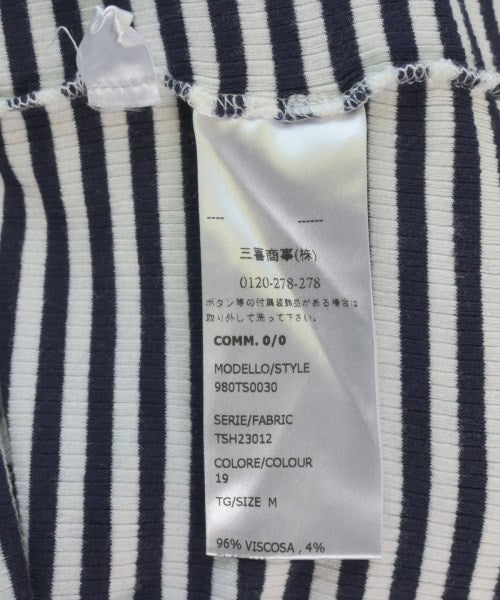 三喜商事(株)
0120-278-278
ボタン等の付属装飾品がある場合は
取り外して洗って下さい。
COMM. 0/0
MODELLO/STYLE
980TS0030
SERIE/FABRIC
TSH23012
COLORE/COLOUR
19
TG/SIZE M
96% VISCOSA , 4%